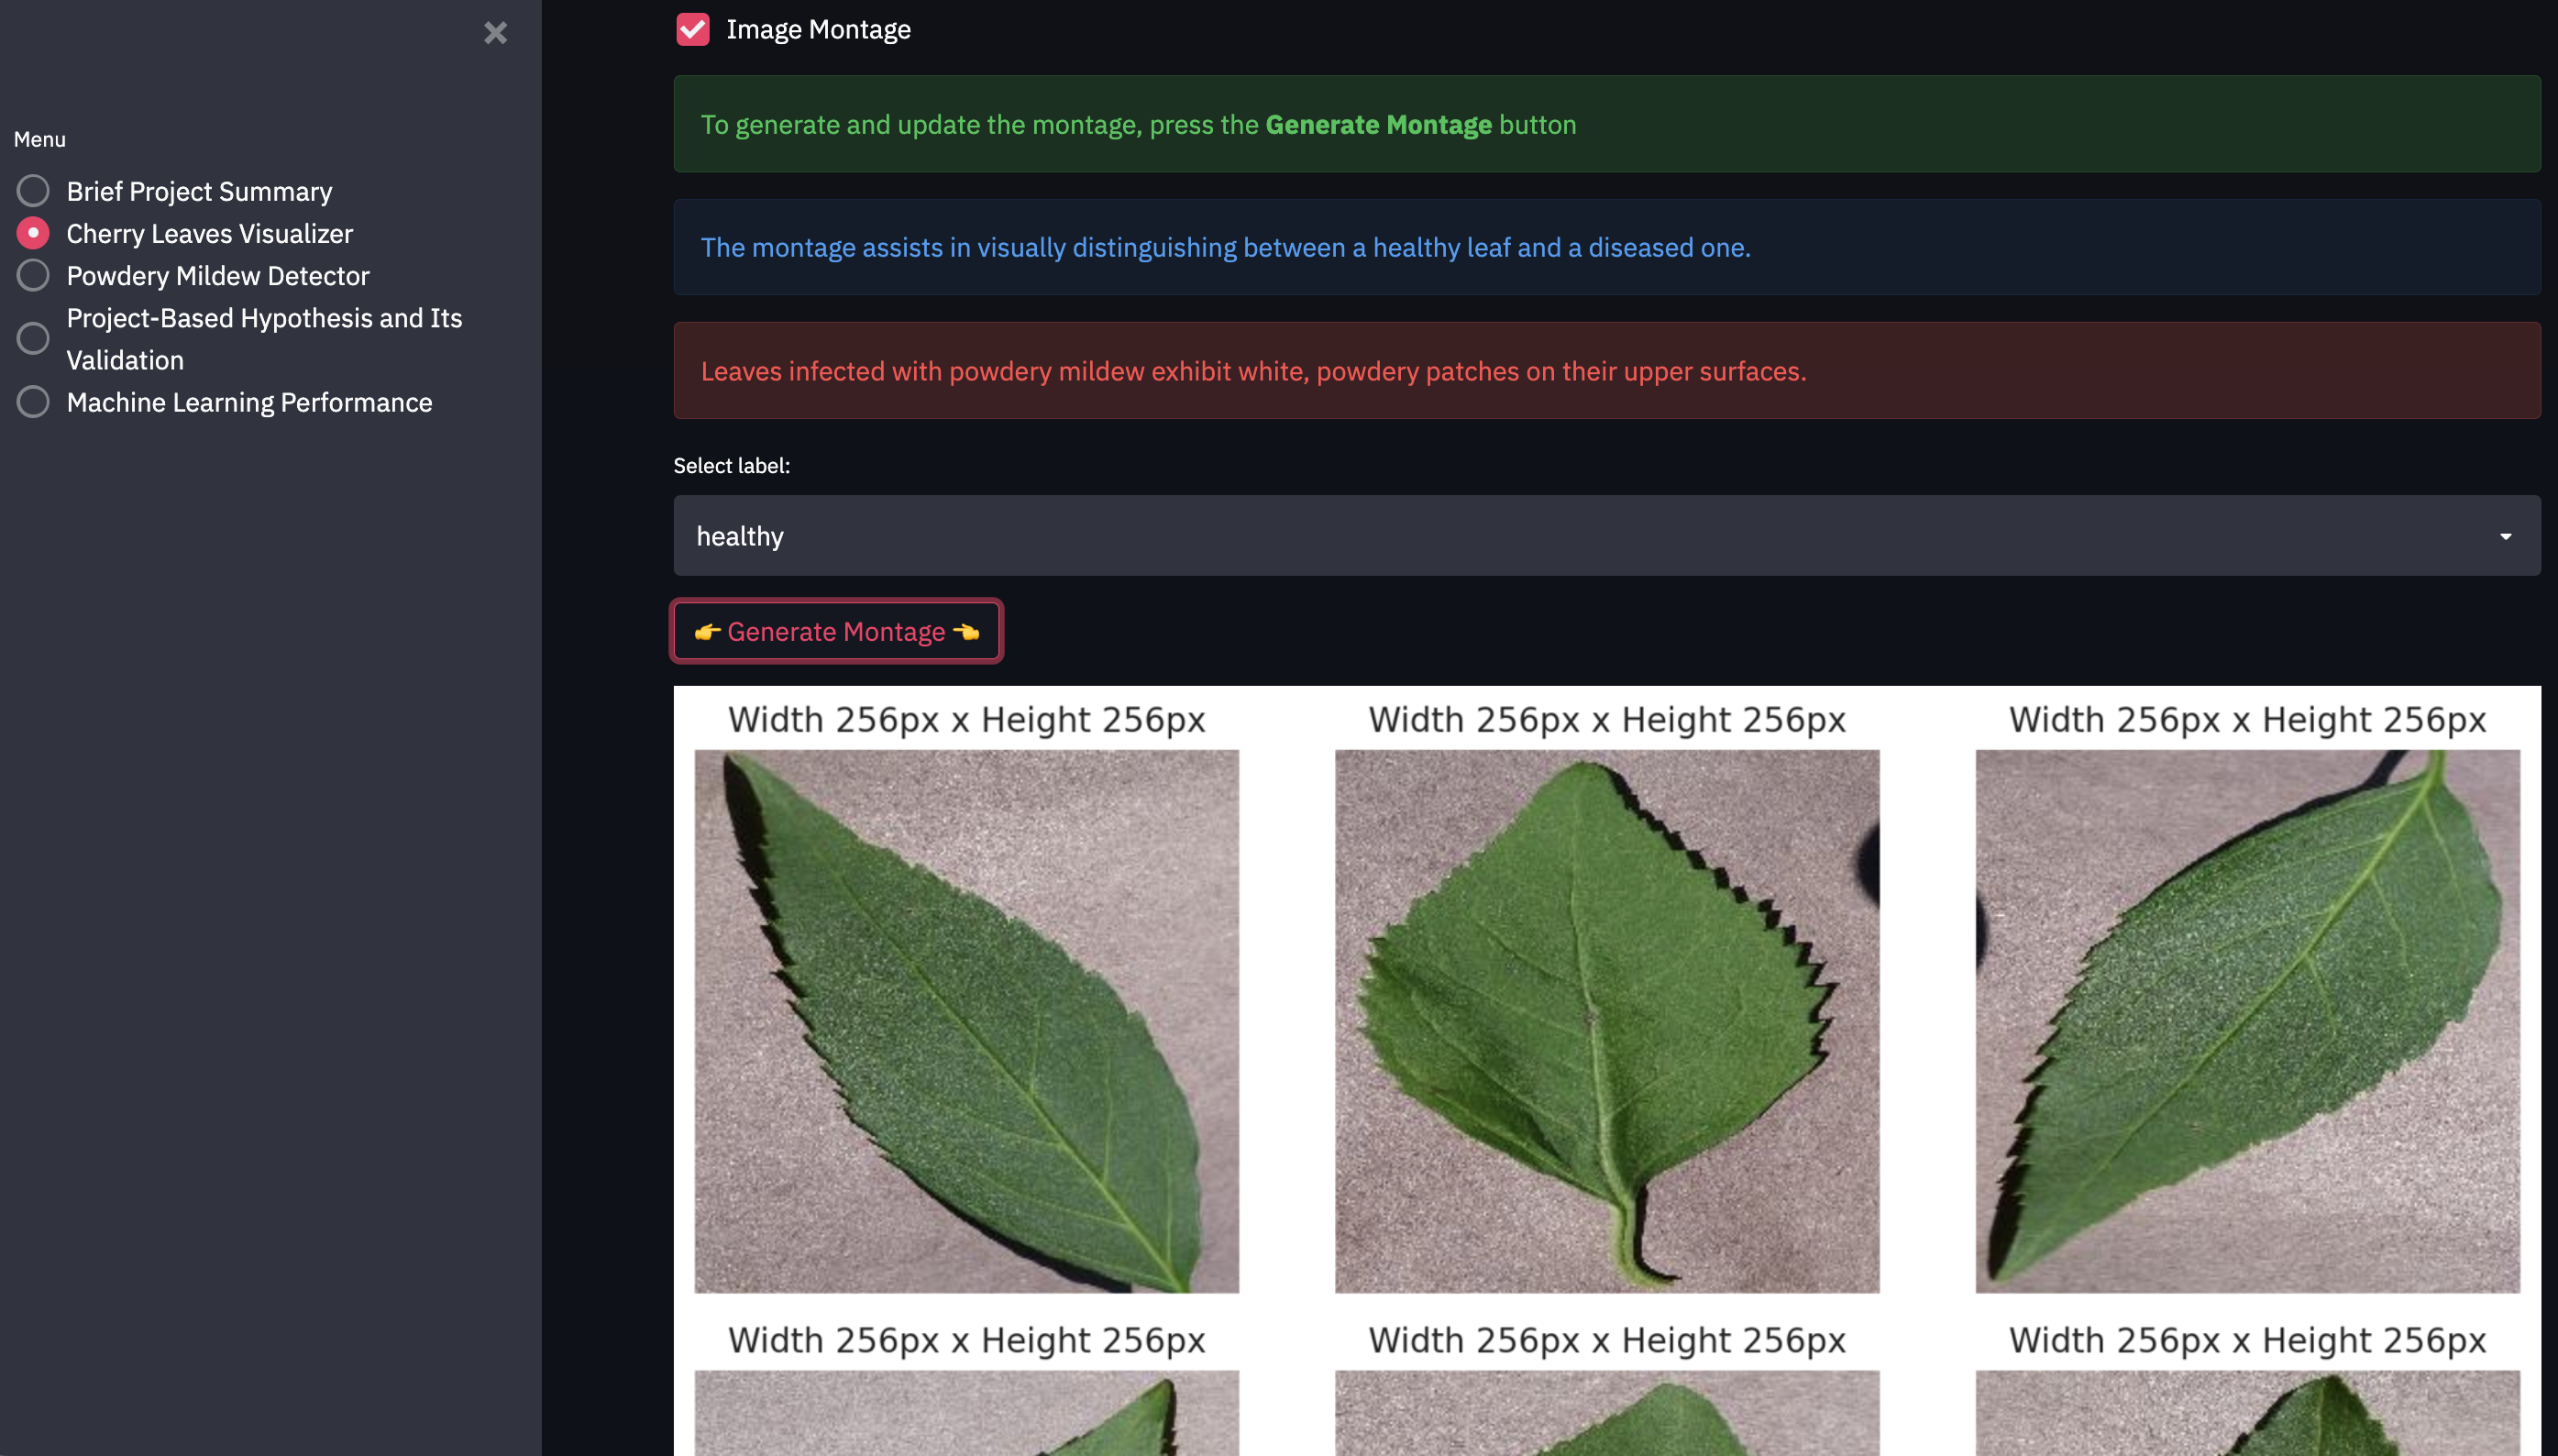 Menu
Brief Project Summary
Cherry Leaves Visualizer
Powdery Mildew Detector
Project-Based Hypothesis and Its
Validation
Machine Learning Performance
Image Montage
To generate and update the montage, press the Generate Montage button
The montage assists in visually distinguishing between a healthy leaf and a diseased one.
Leaves infected with powdery mildew exhibit white, powdery patches on their upper surfaces.
Select label:
healthy
👉 Generate Montage 👈
Width 256px x Height 256px
Width 256px x Height 256px
Width 256px x Height 256px
Width 256px x Height 256px
Width 256px x Height 256px
Width 256px x Height 256px